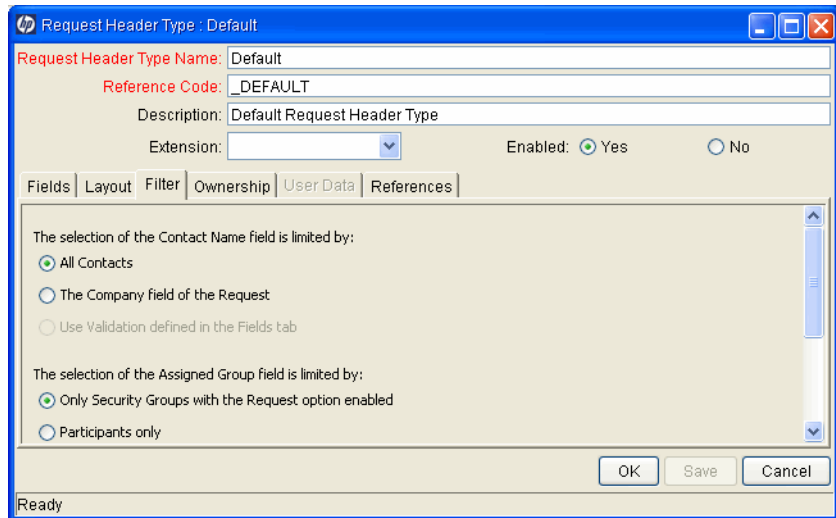 hp Request Header Type : Default
Request Header Type Name: Default
Reference Code: _DEFAULT
Description: Default Request Header Type
Extension: Enabled: Yes No
Fields Layout Filter Ownership User Data References
The selection of the Contact Name field is limited by:
All Contacts
The Company field of the Request
Use Validation defined in the Fields tab
The selection of the Assigned Group field is limited by:
Only Security Groups with the Request option enabled
Participants only
OK Save Cancel
Ready